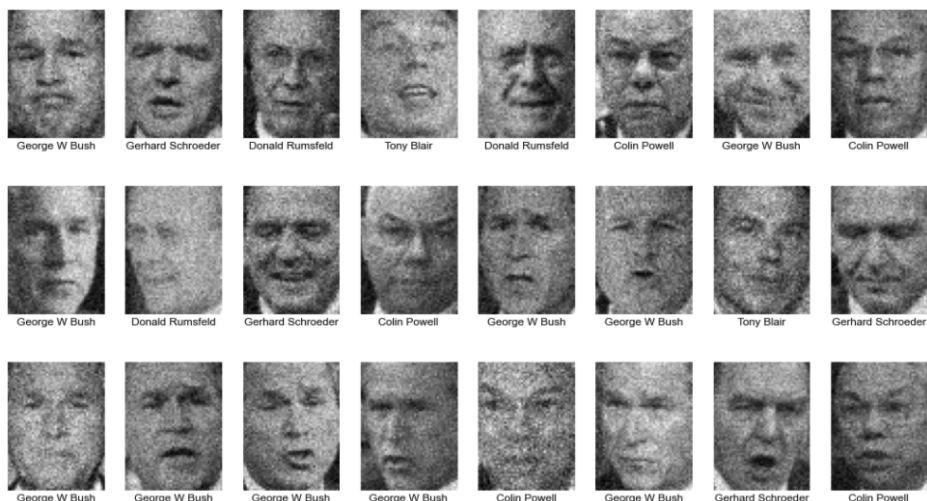 George W Bush Gerhard Schroeder Donald Rumsfeld Tony Blair Donald Rumsfeld Colin Powell George W Bush Colin Powell
George W Bush Donald Rumsfeld Gerhard Schroeder Colin Powell George W Bush George W Bush Tony Blair Gerhard Schroeder
George W Bush George W Bush George W Bush George W Bush Colin Powell George W Bush Gerhard Schroeder Colin Powell